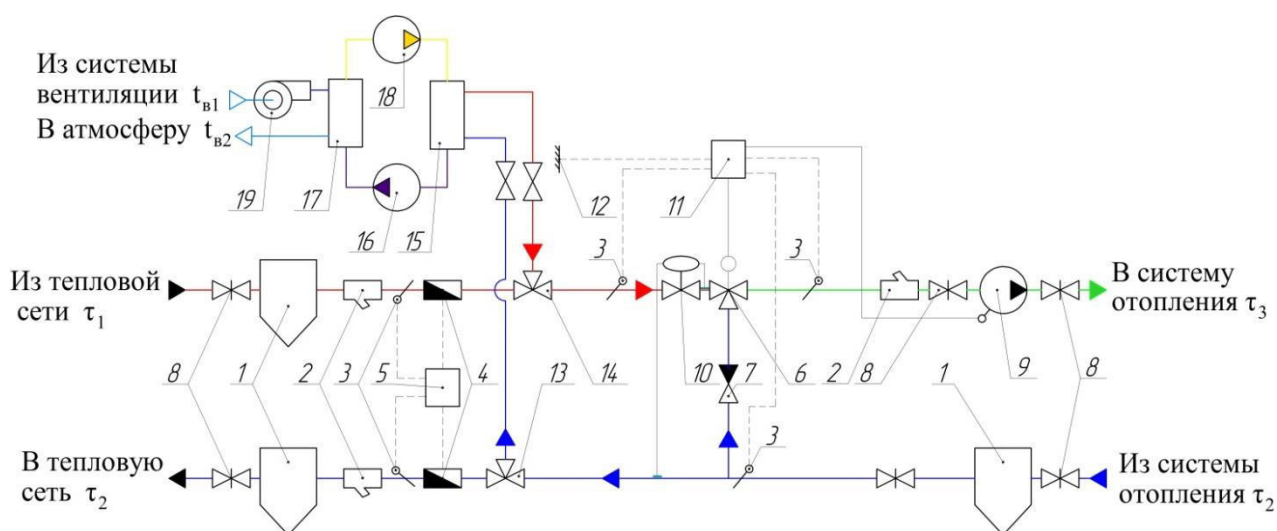 Из системы
вентиляции tв1
В атмосферу tв2
18
19
17
16
15
12
11
3
3
Из тепловой
сети τ1
В систему
отопления τ3
8
1
2
3
5
4
14
13
10
7
6
2
8
9
1
8
3
В тепловую
сеть τ2
Из системы
отопления τ2